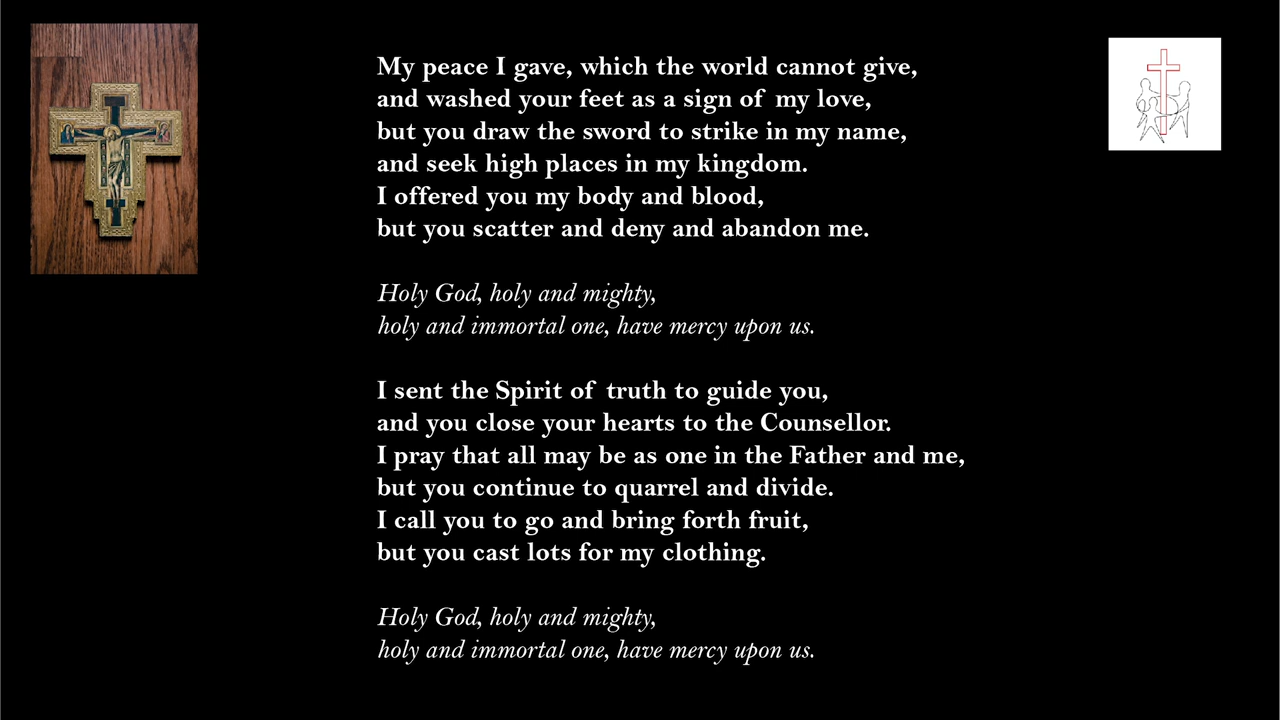 My peace I gave, which the world cannot give,
and washed your feet as a sign of my love,
but you draw the sword to strike in my name,
and seek high places in my kingdom.
I offered you my body and blood,
but you scatter and deny and abandon me.
Holy God, holy and mighty,
holy and immortal one, have mercy upon us.
I sent the Spirit of truth to guide you,
and you close your hearts to the Counsellor.
I pray that all may be as one in the Father and me,
but you continue to quarrel and divide.
I call you to go and bring forth fruit,
but you cast lots for my clothing.
Holy God, holy and mighty,
holy and immortal one, have mercy upon us.